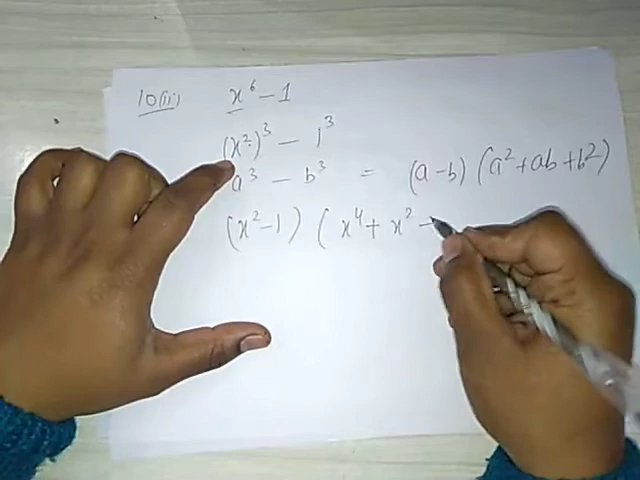 10(ii) x⁶ - 1
(x²)³ - 1³
a³ - b³ = (a-b) (a² + ab + b²)
(x² - 1) ( x⁴ + x² -